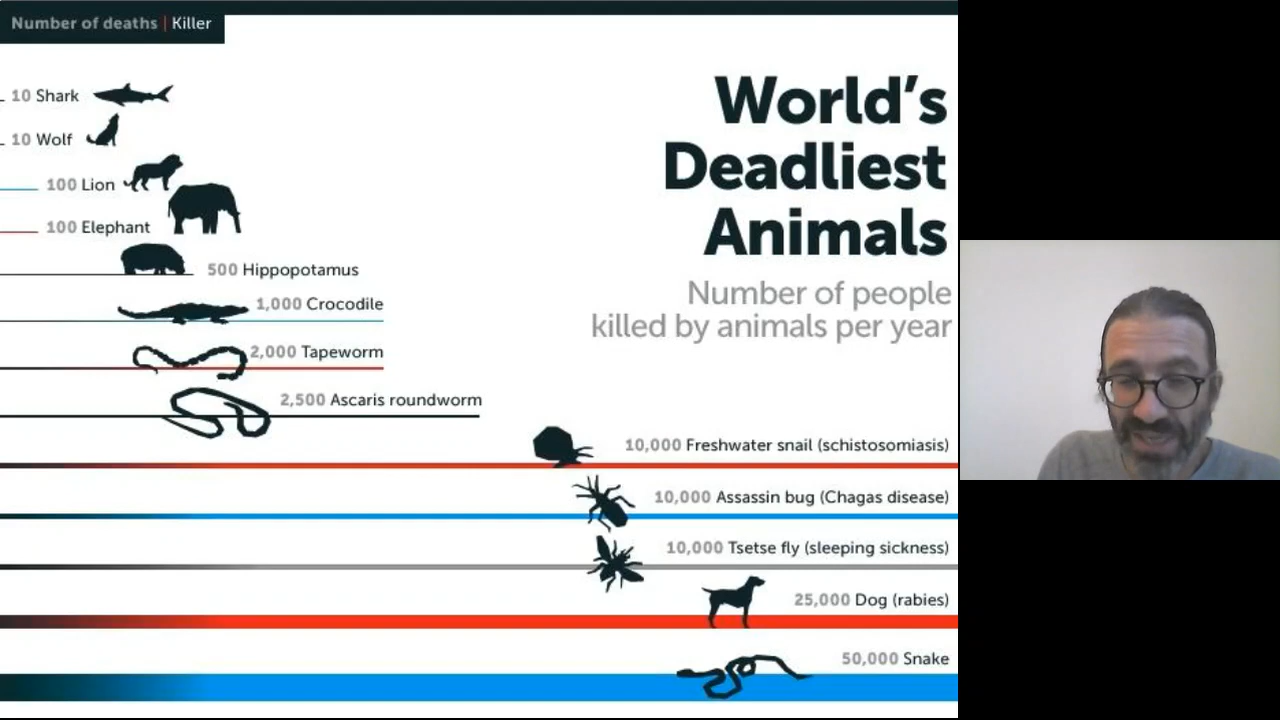 Number of deaths | Killer
World's
Deadliest
Animals
Number of people
killed by animals per year
10 Shark
10 Wolf
100 Lion
100 Elephant
500 Hippopotamus
1,000 Crocodile
2,000 Tapeworm
2,500 Ascaris roundworm
10,000 Freshwater snail (schistosomiasis)
10,000 Assassin bug (Chagas disease)
10,000 Tsetse fly (sleeping sickness)
25,000 Dog (rabies)
50,000 Snake